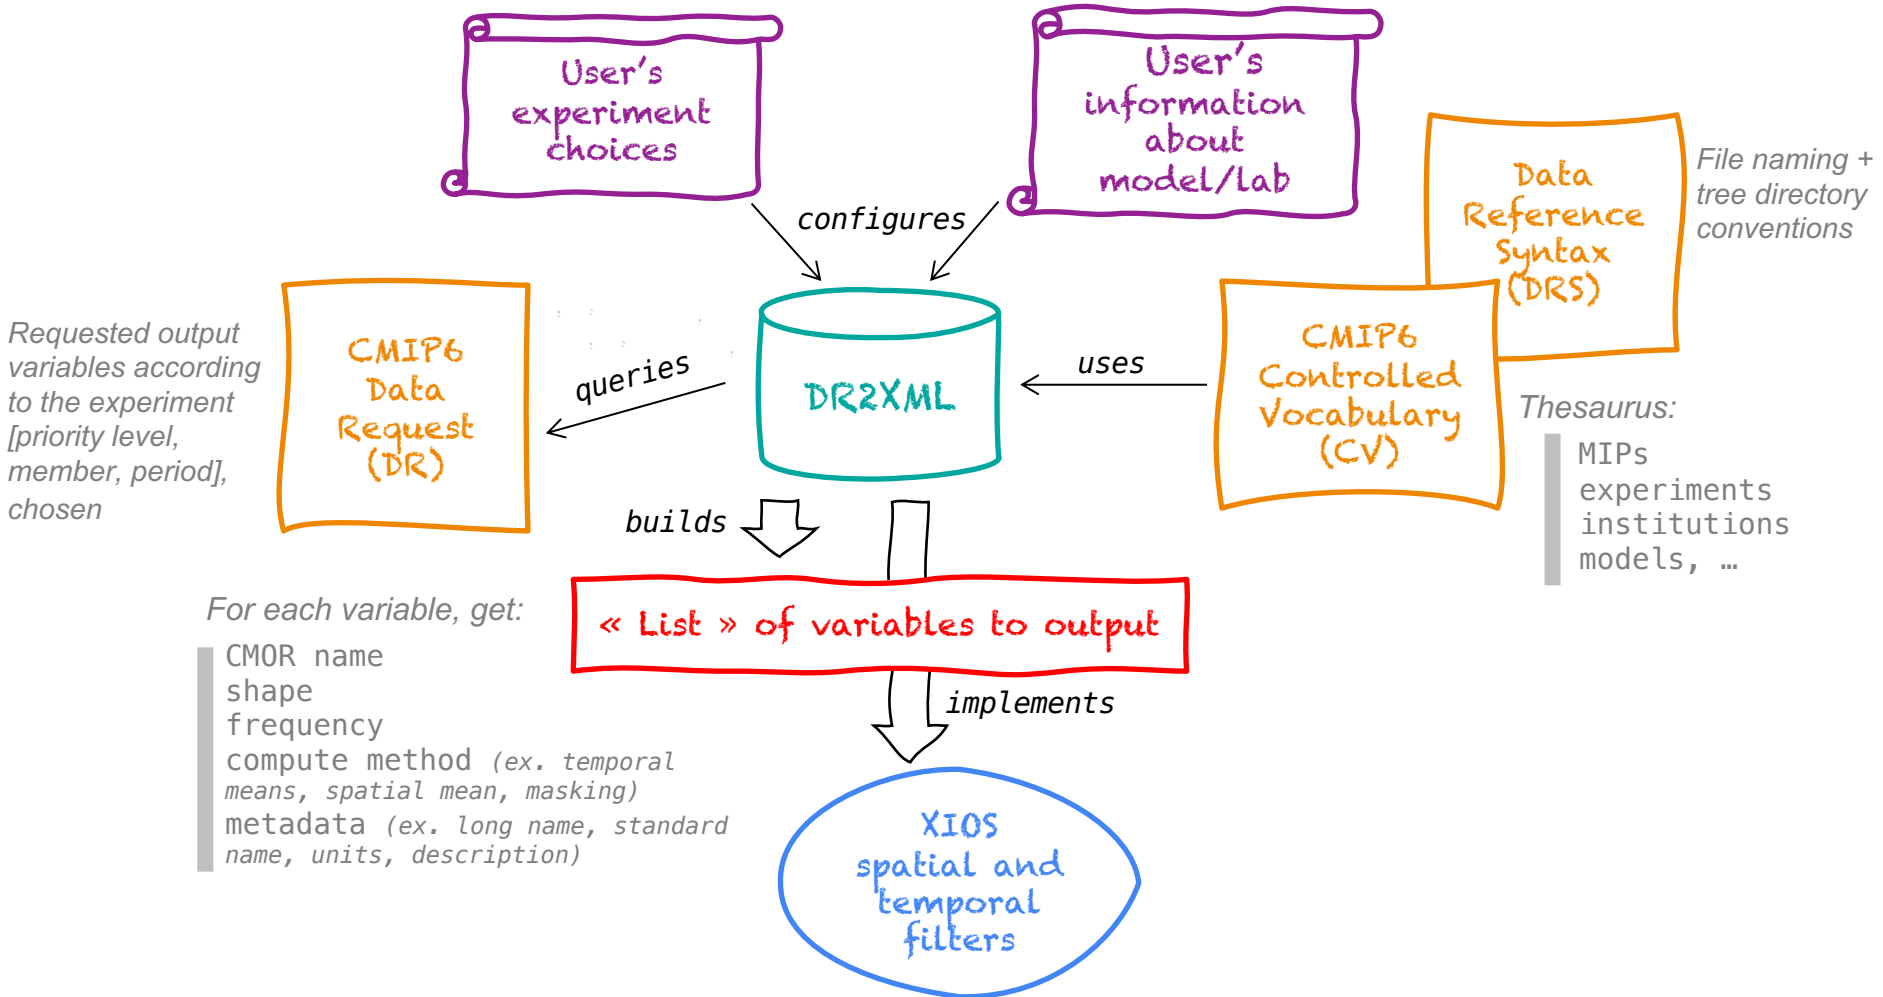 User's
experiment
choices
User's
information
about
model/lab
configures
Data
Reference
Syntax
(DRS)
File naming +
tree directory
conventions
Requested output
variables according
to the experiment
[priority level,
member, period],
chosen
CMIP6
Data
Request
(DR)
queries
DR2XML
uses
CMIP6
Controlled
Vocabulary
(CV)
Thesaurus:
MIPs
experiments
institutions
models, …
builds
« List » of variables to output
For each variable, get:
CMOR name
shape
frequency
compute method (ex. temporal
means, spatial mean, masking)
metadata (ex. long name, standard
name, units, description)
implements
XIOS
spatial and
temporal
filters